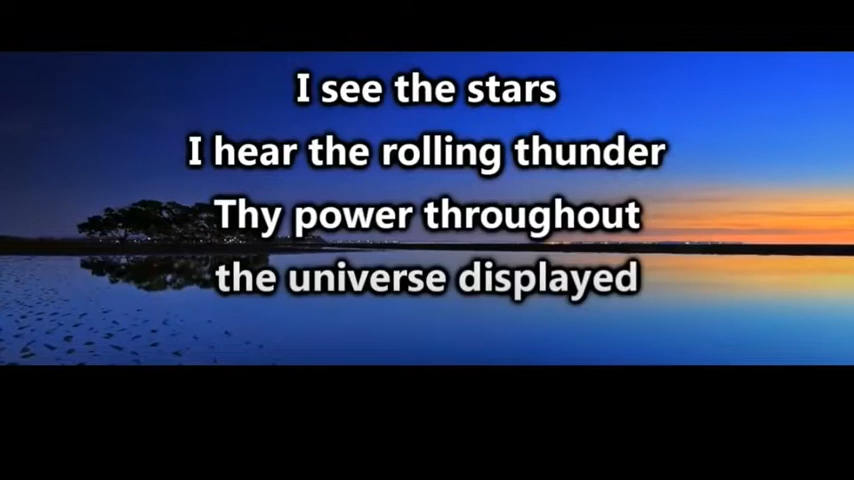 I see the stars
I hear the rolling thunder
Thy power throughout
the universe displayed